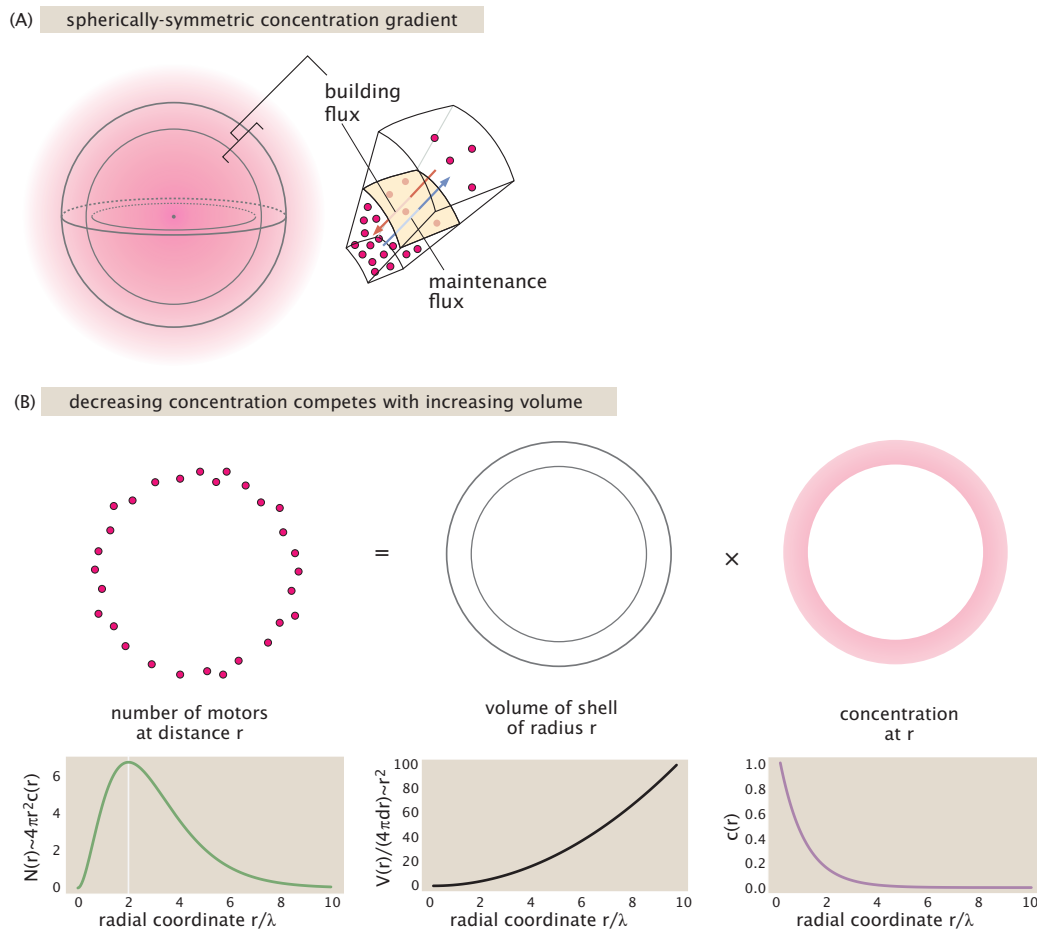 (A) spherically-symmetric concentration gradient
building
flux
maintenance
flux
(B) decreasing concentration competes with increasing volume
=
×
number of motors
at distance r
volume of shell
of radius r
concentration
at r
N(r)~4πr²c(r)
6
4
2
0
0 2 4 6 8 10
radial coordinate r/λ
V(r)/(4πdr)~r²
100
80
60
40
20
0
0 2 4 6 8 10
radial coordinate r/λ
c(r)
1.0
0.8
0.6
0.4
0.2
0.0
0 2 4 6 8 10
radial coordinate r/λ